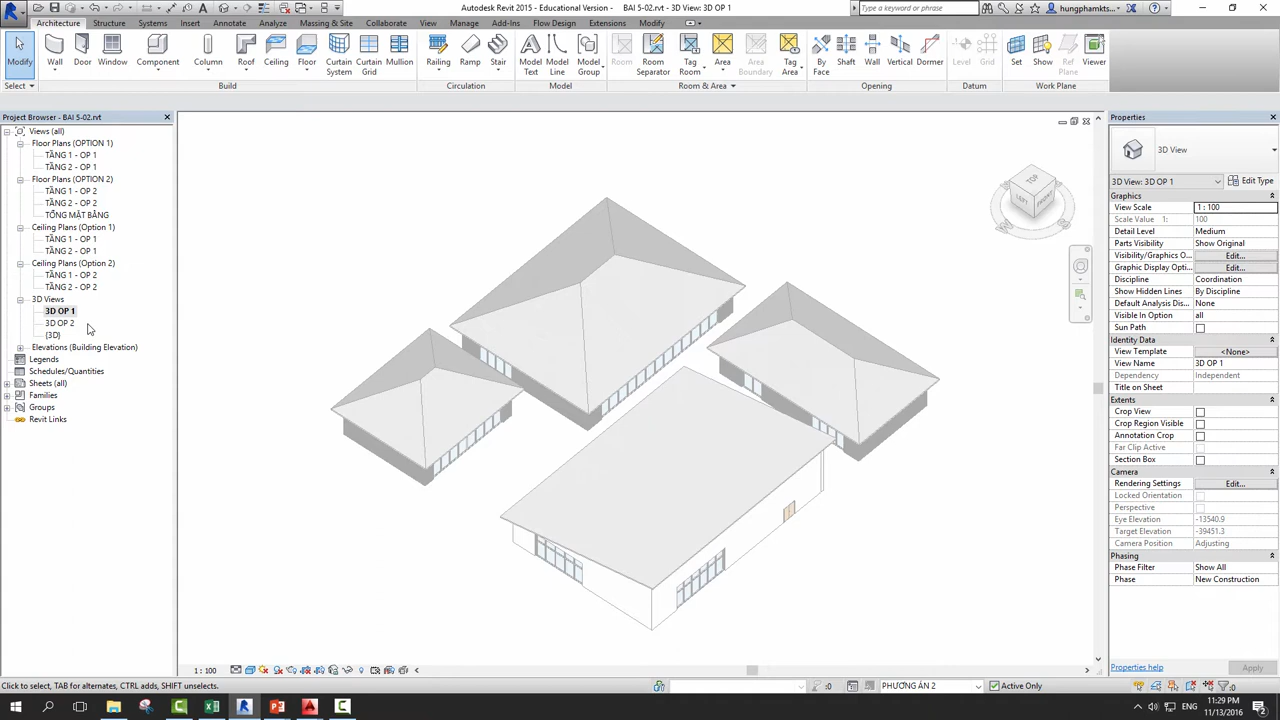 Autodesk Revit 2015 - Educational Version - BAI 5-02.rvt - 3D View: 3D OP 1
Type a keyword or phrase
hungphamkts...
Architecture Structure Systems Insert Annotate Analyze Massing & Site Collaborate View Manage Add-Ins Flow Design Extensions Modify
Modify Wall Door Window Component Column Roof Ceiling Floor Curtain System Curtain Grid Mullion Railing Ramp Stair Model Text Model Line Model Group Room Room Separator Tag Room Area Area Boundary Tag Area By Face Shaft Wall Vertical Dormer Level Grid Set Show Ref Plane Viewer
Select Build Circulation Model Room & Area Opening Datum Work Plane
Project Browser - BAI 5-02.rvt
Views (all)
Floor Plans (OPTION 1)
TẦNG 1 - OP 1
TẦNG 2 - OP 1
Floor Plans (OPTION 2)
TẦNG 1 - OP 2
TẦNG 2 - OP 2
TỔNG MẶT BẰNG
Ceiling Plans (Option 1)
TẦNG 1 - OP 1
TẦNG 2 - OP 1
Ceiling Plans (Option 2)
TẦNG 1 - OP 2
TẦNG 2 - OP 2
3D Views
3D OP 1
3D OP 2
{3D}
Elevations (Building Elevation)
Legends
Schedules/Quantities
Sheets (all)
Families
Groups
Revit Links
TOP
LEFT
FRONT
Properties
3D View
3D View: 3D OP 1 Edit Type
Graphics
View Scale 1 : 100
Scale Value 1: 100
Detail Level Medium
Parts Visibility Show Original
Visibility/Graphics O... Edit...
Graphic Display Opti... Edit...
Discipline Coordination
Show Hidden Lines By Discipline
Default Analysis Dis... None
Visible In Option all
Sun Path
Identity Data
View Template <None>
View Name 3D OP 1
Dependency Independent
Title on Sheet
Extents
Crop View
Crop Region Visible
Annotation Crop
Far Clip Active
Section Box
Camera
Rendering Settings Edit...
Locked Orientation
Perspective
Eye Elevation -13540.9
Target Elevation -39451.3
Camera Position Adjusting
Phasing
Phase Filter Show All
Phase New Construction
Properties help Apply
1 : 100
Click to select, TAB for alternates, CTRL adds, SHIFT unselects.
:0
PHƯƠNG ÁN 2
Active Only
:0
ENG
11:29 PM
11/13/2016